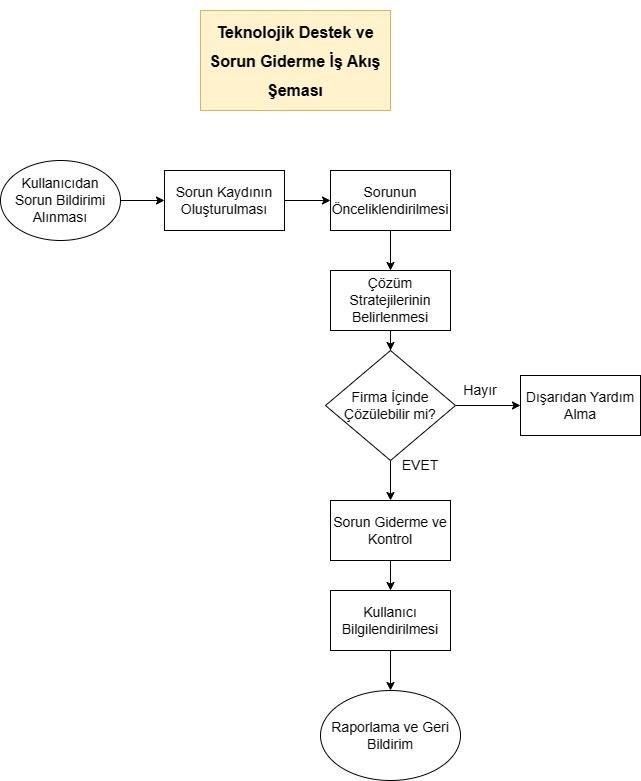 Teknolojik Destek ve
Sorun Giderme İş Akış
Şeması
Kullanıcıdan
Sorun Bildirimi
Alınması
Sorun Kaydının
Oluşturulması
Sorunun
Önceliklendirilmesi
Çözüm
Stratejilerinin
Belirlenmesi
Firma İçinde
Çözülebilir mi?
Hayır
Dışarıdan Yardım
Alma
EVET
Sorun Giderme ve
Kontrol
Kullanıcı
Bilgilendirilmesi
Raporlama ve Geri
Bildirim